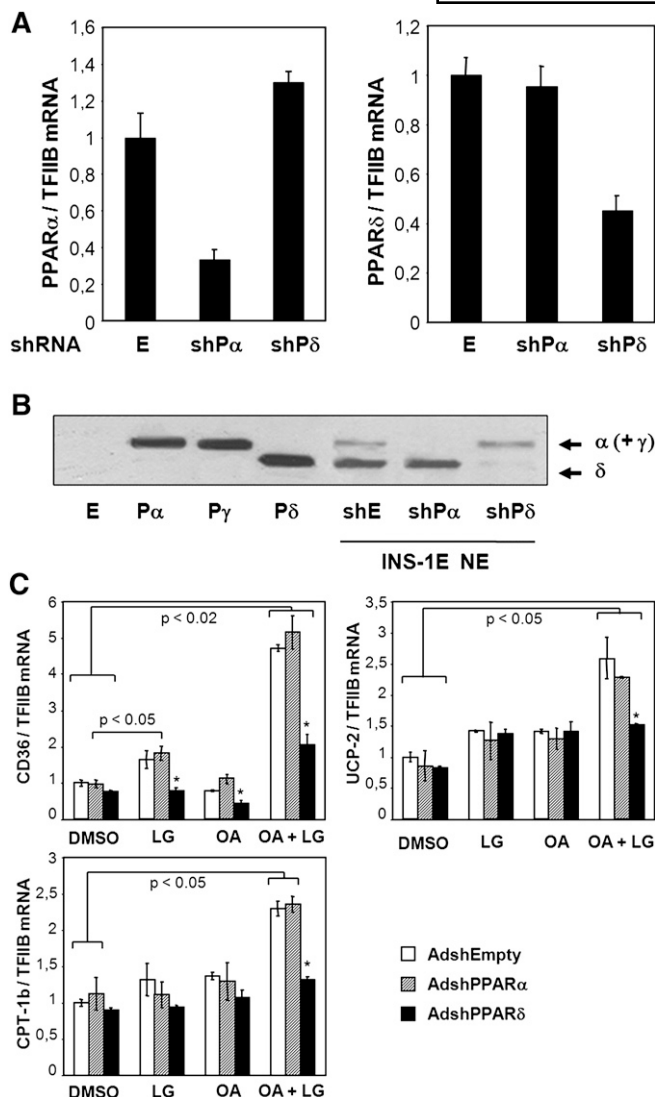 A
PPARα / TFIIB mRNA
1,6
1,4
1,2
1
0,8
0,6
0,4
0,2
0
shRNA
E shPα shPδ
PPARδ / TFIIB mRNA
1,2
1
0,8
0,6
0,4
0,2
0
E shPα shPδ
B
α (+ γ)
δ
E Pα Pγ Pδ shE shPα shPδ
INS-1E NE
C
CD36 / TFIIB mRNA
6
5
4
3
2
1
0
p < 0.02
p < 0.05
*
*
*
DMSO LG OA OA + LG
UCP-2 / TFIIB mRNA
3,5
3
2,5
2
1,5
1
0,5
0
p < 0.05
*
DMSO LG OA OA + LG
CPT-1b / TFIIB mRNA
3
2,5
2
1,5
1
0,5
0
p < 0.05
*
DMSO LG OA OA + LG
AdshEmpty
AdshPPARα
AdshPPARδ